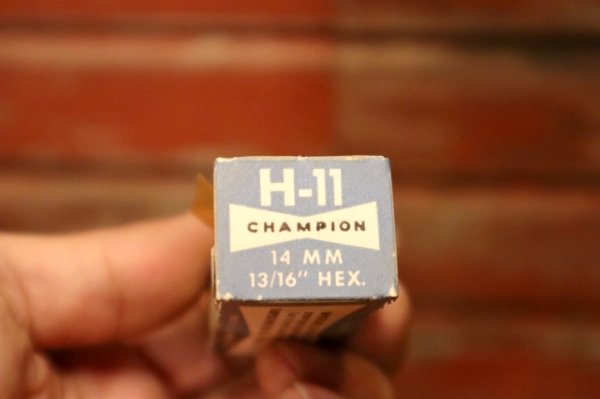 H-11
CHAMPION
14 MM
13/16" HEX.